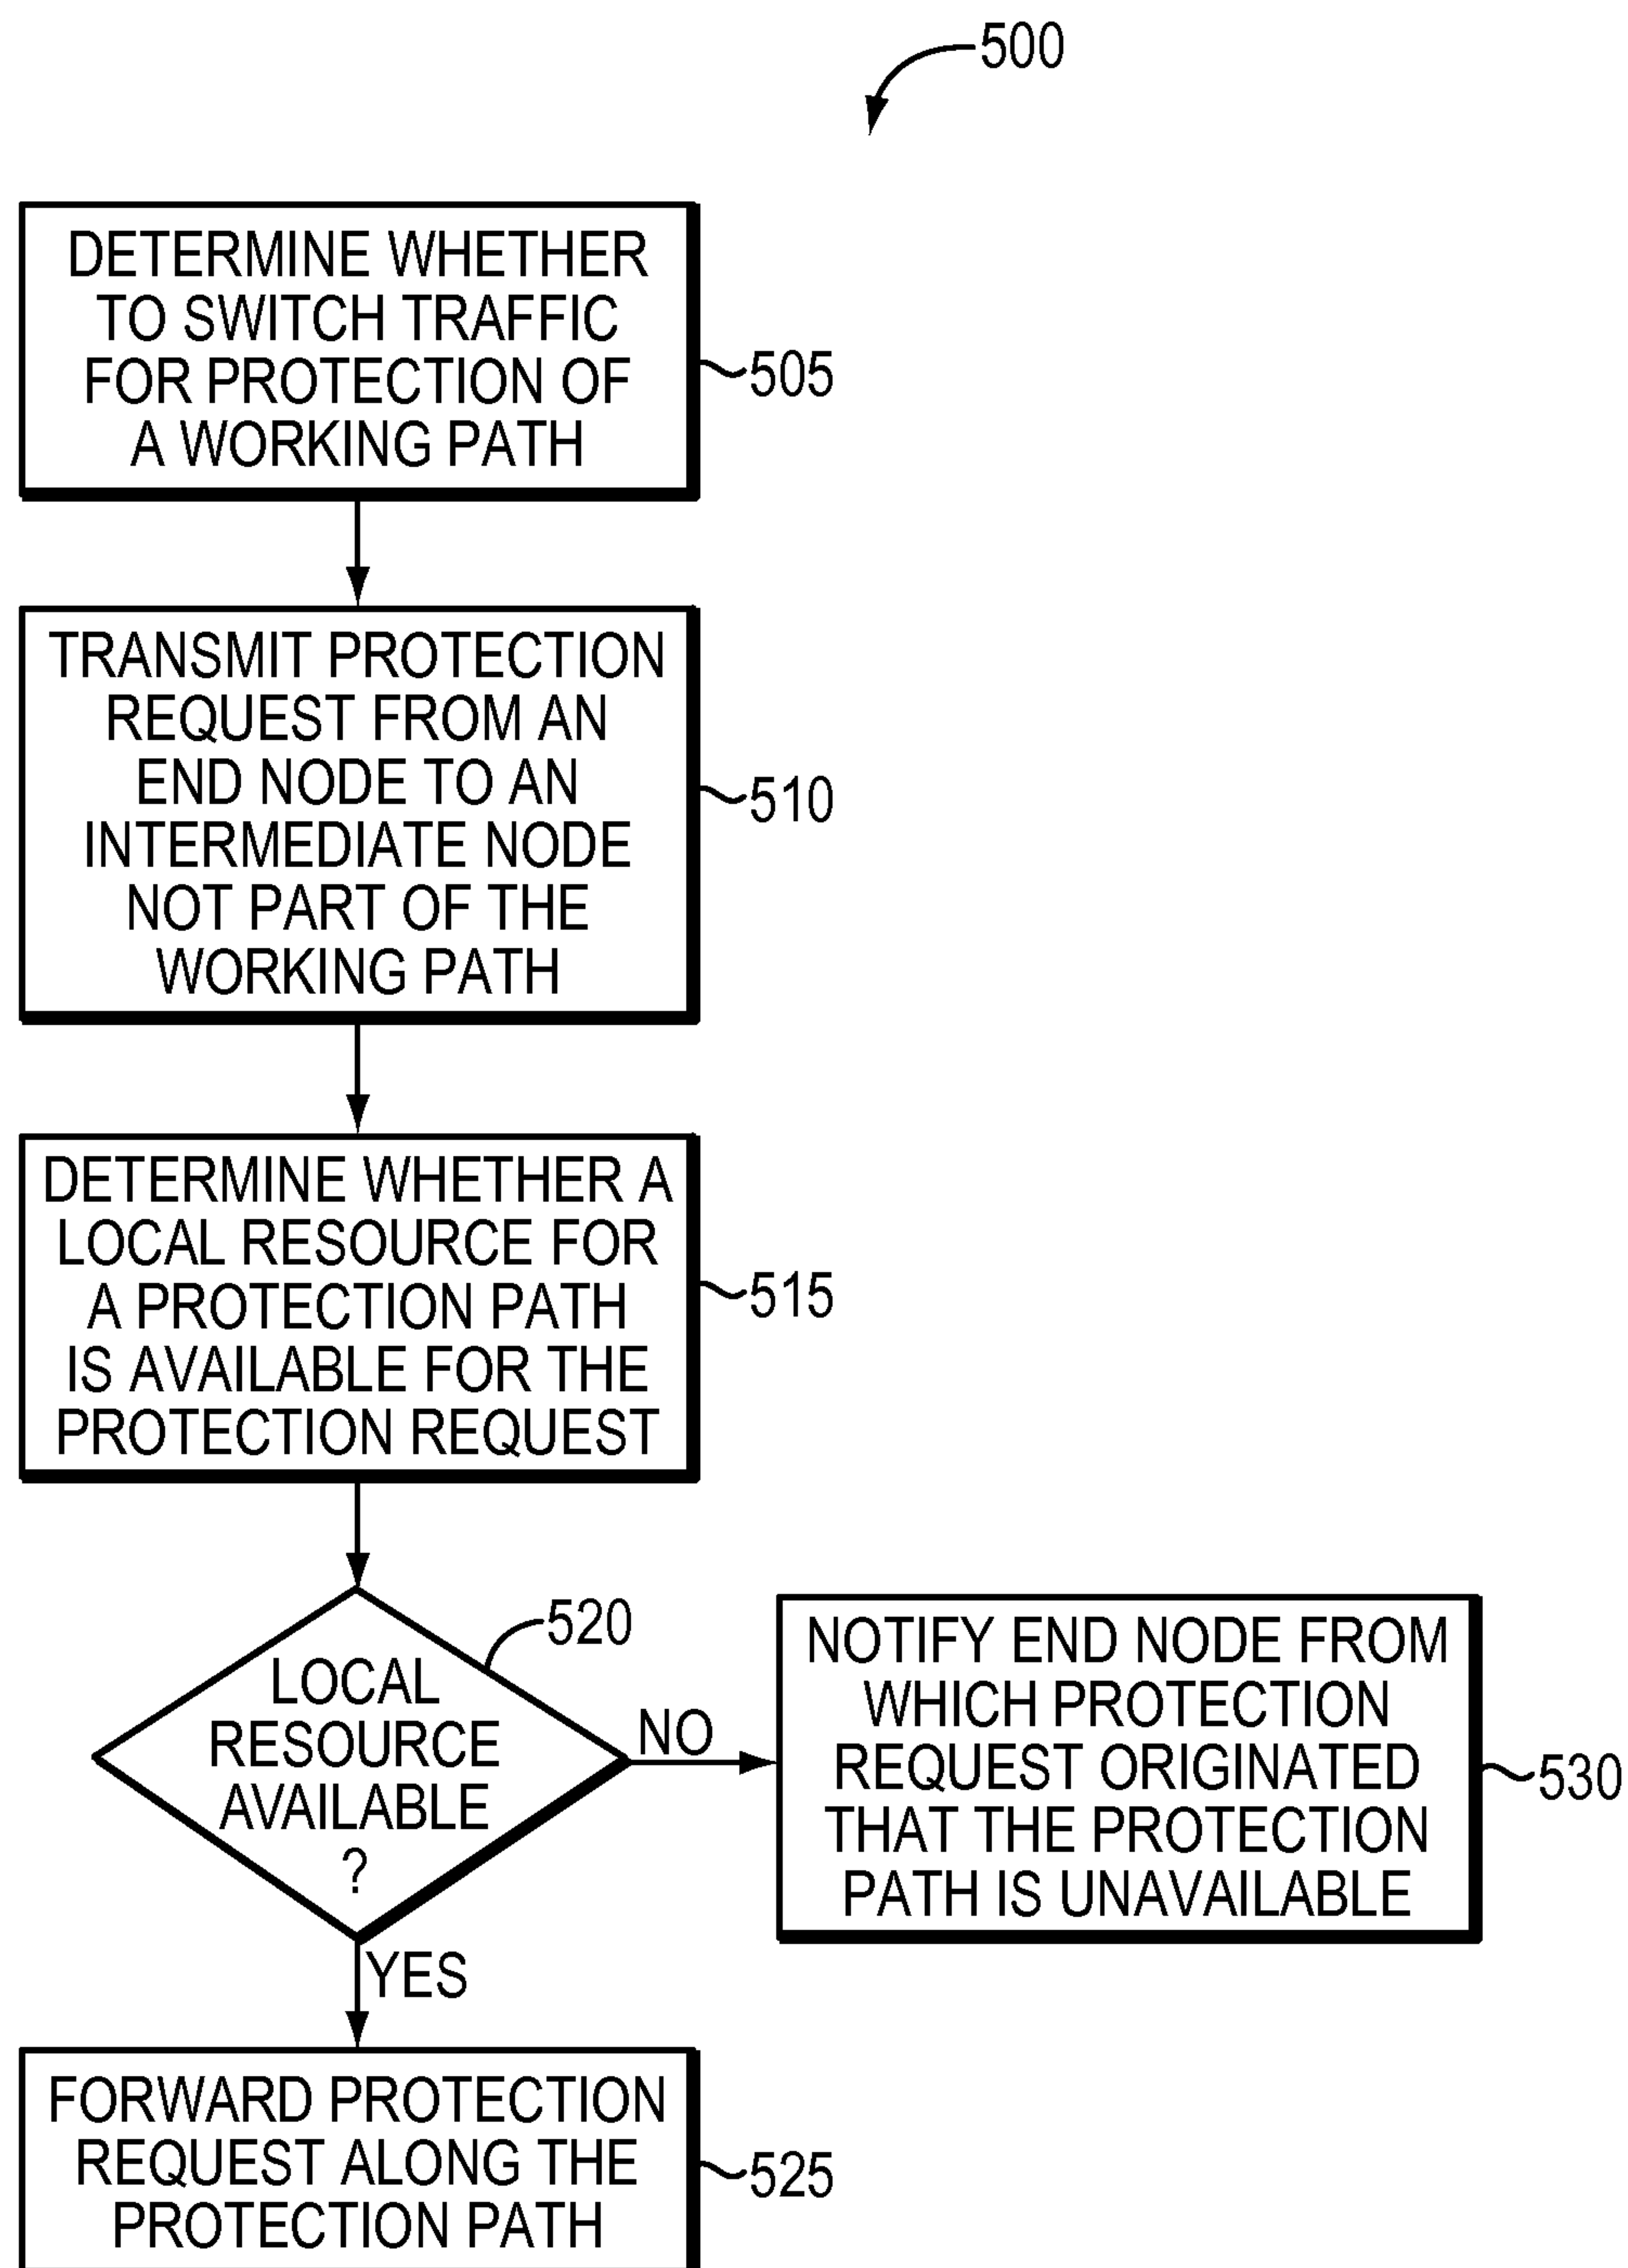 500
DETERMINE WHETHER
TO SWITCH TRAFFIC
FOR PROTECTION OF
A WORKING PATH
505
TRANSMIT PROTECTION
REQUEST FROM AN
END NODE TO AN
INTERMEDIATE NODE
NOT PART OF THE
WORKING PATH
510
DETERMINE WHETHER A
LOCAL RESOURCE FOR
A PROTECTION PATH
IS AVAILABLE FOR THE
PROTECTION REQUEST
515
520
LOCAL
RESOURCE
AVAILABLE
?
NO
NOTIFY END NODE FROM
WHICH PROTECTION
REQUEST ORIGINATED
THAT THE PROTECTION
PATH IS UNAVAILABLE
530
YES
FORWARD PROTECTION
REQUEST ALONG THE
PROTECTION PATH
525